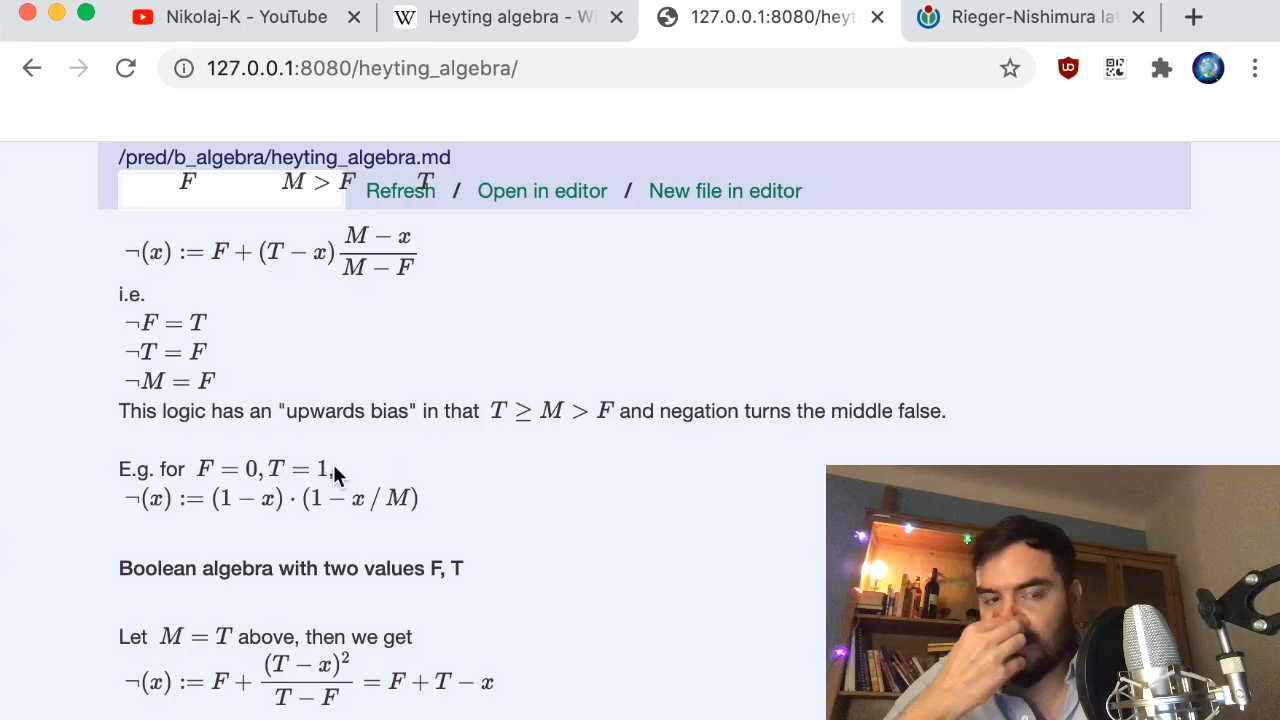 Nikolaj-K - YouTube
Heyting algebra - Wi
127.0.0.1:8080/heyt
Rieger-Nishimura lat
127.0.0.1:8080/heyting_algebra/
/pred/b_algebra/heyting_algebra.md
F M > F T
Refresh / Open in editor / New file in editor
¬(x) := F + (T − x) (M − x)/(M − F)
i.e.
¬F = T
¬T = F
¬M = F
This logic has an "upwards bias" in that T ≥ M > F and negation turns the middle false.
E.g. for F = 0, T = 1,
¬(x) := (1 − x) · (1 − x / M)
Boolean algebra with two values F, T
Let M = T above, then we get
¬(x) := F + (T − x)²/(T − F) = F + T − x